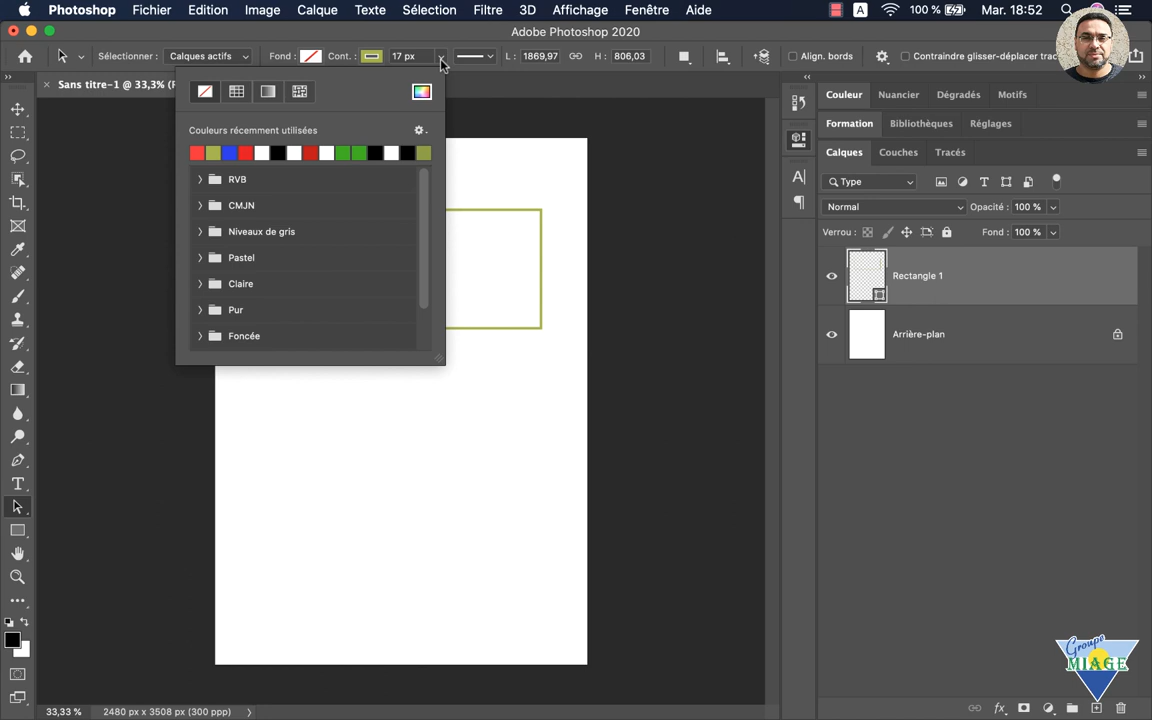 Photoshop Fichier Edition Image Calque Texte Sélection Filtre 3D Affichage Fenêtre Aide A 100 % Mar. 18:52
Adobe Photoshop 2020
Sélectionner : Calques actifs Fond : Cont. : 17 px L : 1869,97 H : 806,03 Align. bords Contraindre glisser-déplacer trac
Sans titre-1 @ 33,3% (R
Couleurs récemment utilisées
RVB
CMJN
Niveaux de gris
Pastel
Claire
Pur
Foncée
Couleur Nuancier Dégradés Motifs
Formation Bibliothèques Réglages
Calques Couches Tracés
Type
Normal Opacité : 100 %
Verrou : Fond : 100 %
Rectangle 1
Arrière-plan
Groupe
MIAGE
33,33 % 2480 px x 3508 px (300 ppp)